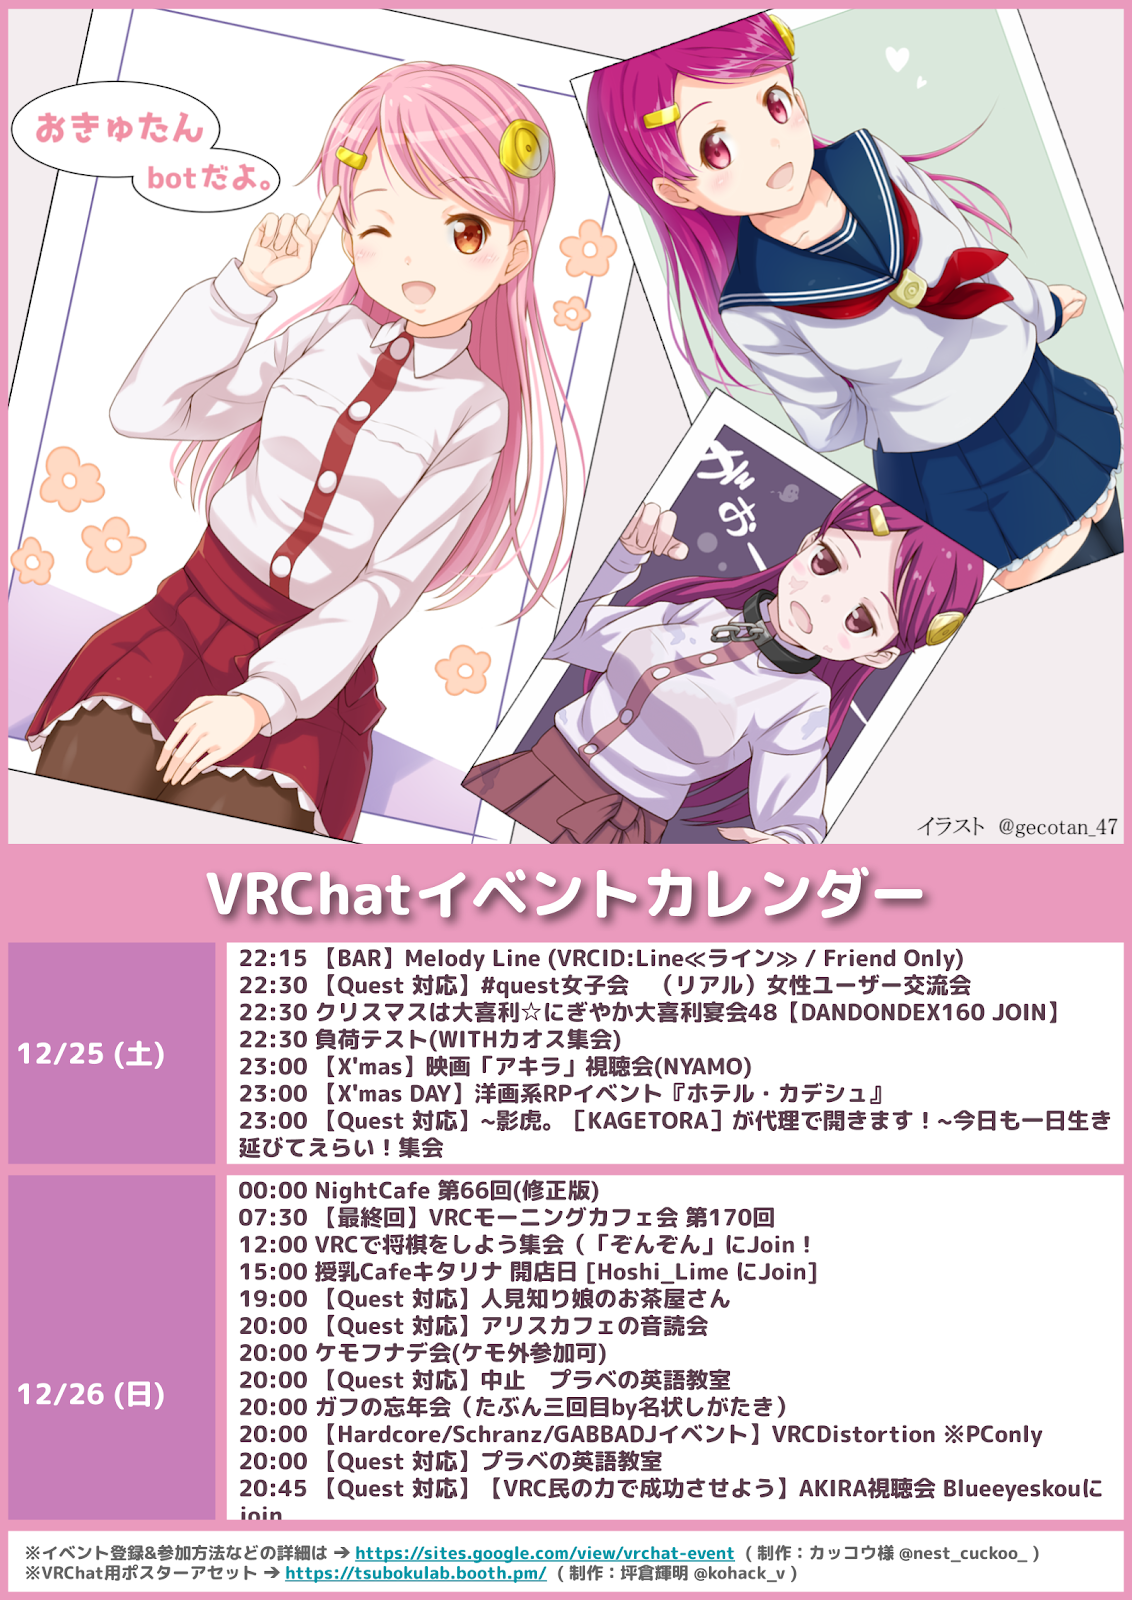 おきゅたん
botだよ。
がおー
イラスト @gecotan_47
VRChatイベントカレンダー
12/25 (土)
22:15 【BAR】Melody Line (VRCID:Line≪ライン≫ / Friend Only)
22:30 【Quest 対応】#quest女子会　（リアル）女性ユーザー交流会
22:30 クリスマスは大喜利☆にぎやか大喜利宴会48【DANDONDEX160 JOIN】
22:30 負荷テスト(WITHカオス集会)
23:00 【X'mas】映画「アキラ」視聴会(NYAMO)
23:00 【X'mas DAY】洋画系RPイベント『ホテル・カデシュ』
23:00 【Quest 対応】~影虎。［KAGETORA］が代理で開きます！~今日も一日生き
延びてえらい！集会
12/26 (日)
00:00 NightCafe 第66回(修正版)
07:30 【最終回】VRCモーニングカフェ会 第170回
12:00 VRCで将棋をしよう集会（「ぞんぞん」にJoin！
15:00 授乳Cafeキタリナ 開店日 [Hoshi_Lime にJoin]
19:00 【Quest 対応】人見知り娘のお茶屋さん
20:00 【Quest 対応】アリスカフェの音読会
20:00 ケモフナデ会(ケモ外参加可)
20:00 【Quest 対応】中止　プラベの英語教室
20:00 ガフの忘年会（たぶん三回目by名状しがたき）
20:00 【Hardcore/Schranz/GABBADJイベント】VRCDistortion ※PConly
20:00 【Quest 対応】プラベの英語教室
20:45 【Quest 対応】【VRC民の力で成功させよう】AKIRA視聴会 Blueeyeskouに
join
※イベント登録&参加方法などの詳細は → https://sites.google.com/view/vrchat-event ( 制作：カッコウ様 @nest_cuckoo_ )
※VRChat用ポスターアセット → https://tsubokulab.booth.pm/ ( 制作：坪倉輝明 @kohack_v )